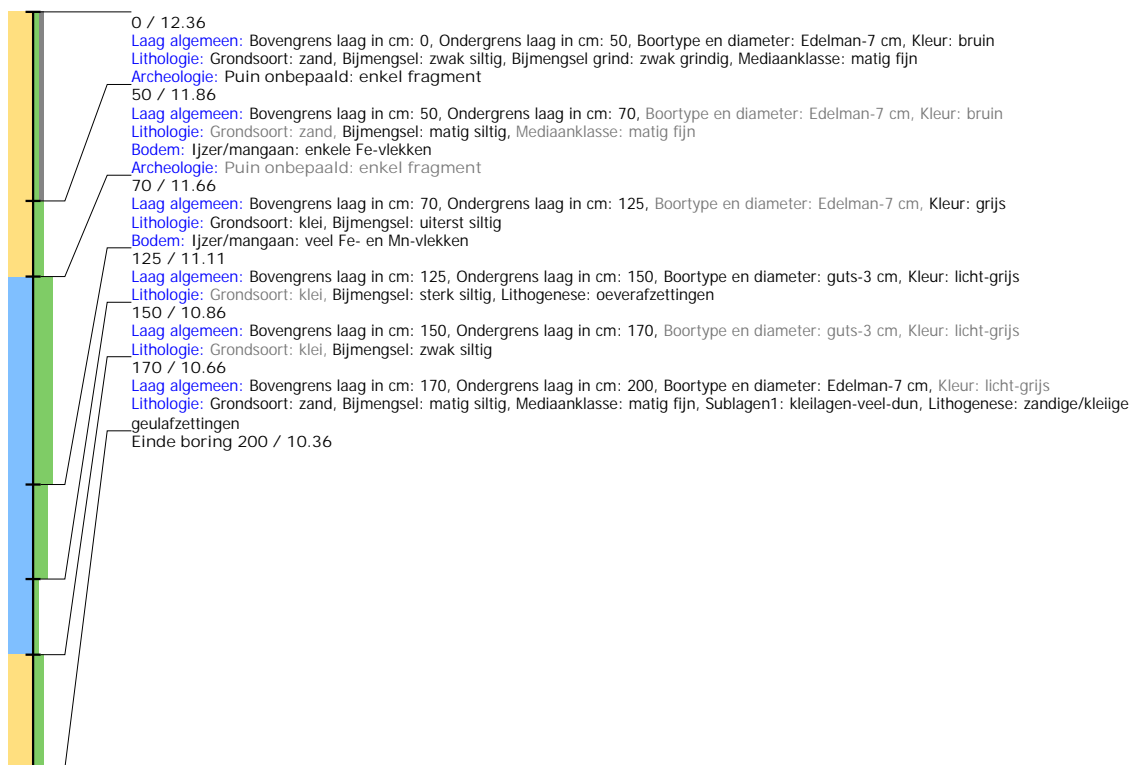 0 / 12.36
Laag algemeen: Bovengrens laag in cm: 0, Ondergrens laag in cm: 50, Boortype en diameter: Edelman-7 cm, Kleur: bruin
Lithologie: Grondsoort: zand, Bijmengsel: zwak siltig, Bijmengsel grind: zwak grindig, Mediaanklasse: matig fijn
Archeologie: Puin onbepaald: enkel fragment
50 / 11.86
Laag algemeen: Bovengrens laag in cm: 50, Ondergrens laag in cm: 70, Boortype en diameter: Edelman-7 cm, Kleur: bruin
Lithologie: Grondsoort: zand, Bijmengsel: matig siltig, Mediaanklasse: matig fijn
Bodem: Ijzer/mangaan: enkele Fe-vlekken
Archeologie: Puin onbepaald: enkel fragment
70 / 11.66
Laag algemeen: Bovengrens laag in cm: 70, Ondergrens laag in cm: 125, Boortype en diameter: Edelman-7 cm, Kleur: grijs
Lithologie: Grondsoort: klei, Bijmengsel: uiterst siltig
Bodem: Ijzer/mangaan: veel Fe- en Mn-vlekken
125 / 11.11
Laag algemeen: Bovengrens laag in cm: 125, Ondergrens laag in cm: 150, Boortype en diameter: guts-3 cm, Kleur: licht-grijs
Lithologie: Grondsoort: klei, Bijmengsel: sterk siltig, Lithogenese: oeverafzettingen
150 / 10.86
Laag algemeen: Bovengrens laag in cm: 150, Ondergrens laag in cm: 170, Boortype en diameter: guts-3 cm, Kleur: licht-grijs
Lithologie: Grondsoort: klei, Bijmengsel: zwak siltig
170 / 10.66
Laag algemeen: Bovengrens laag in cm: 170, Ondergrens laag in cm: 200, Boortype en diameter: Edelman-7 cm, Kleur: licht-grijs
Lithologie: Grondsoort: zand, Bijmengsel: matig siltig, Mediaanklasse: matig fijn, Sublagen1: kleilagen-veel-dun, Lithogenese: zandige/kleiige
geulafzettingen
Einde boring 200 / 10.36